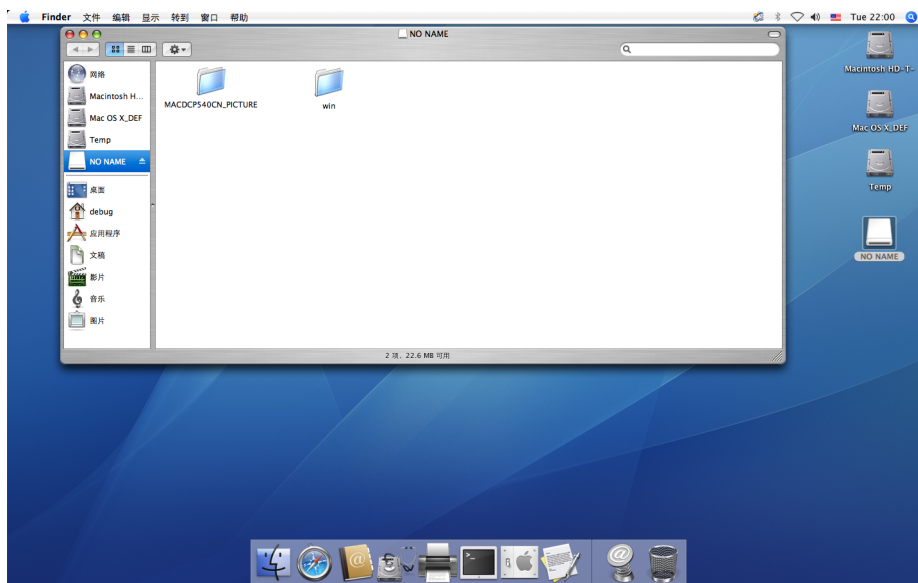 Finder 文件 编辑 显示 转到 窗口 帮助 Tue 22:00
NO NAME
网络
Macintosh H...
Mac OS X_DEF
Temp
NO NAME
桌面
debug
应用程序
文稿
影片
音乐
图片
MACDCP540CN_PICTURE
win
2 项，22.6 MB 可用
Macintosh HD-T-
Mac OS X_DEF
Temp
NO NAME